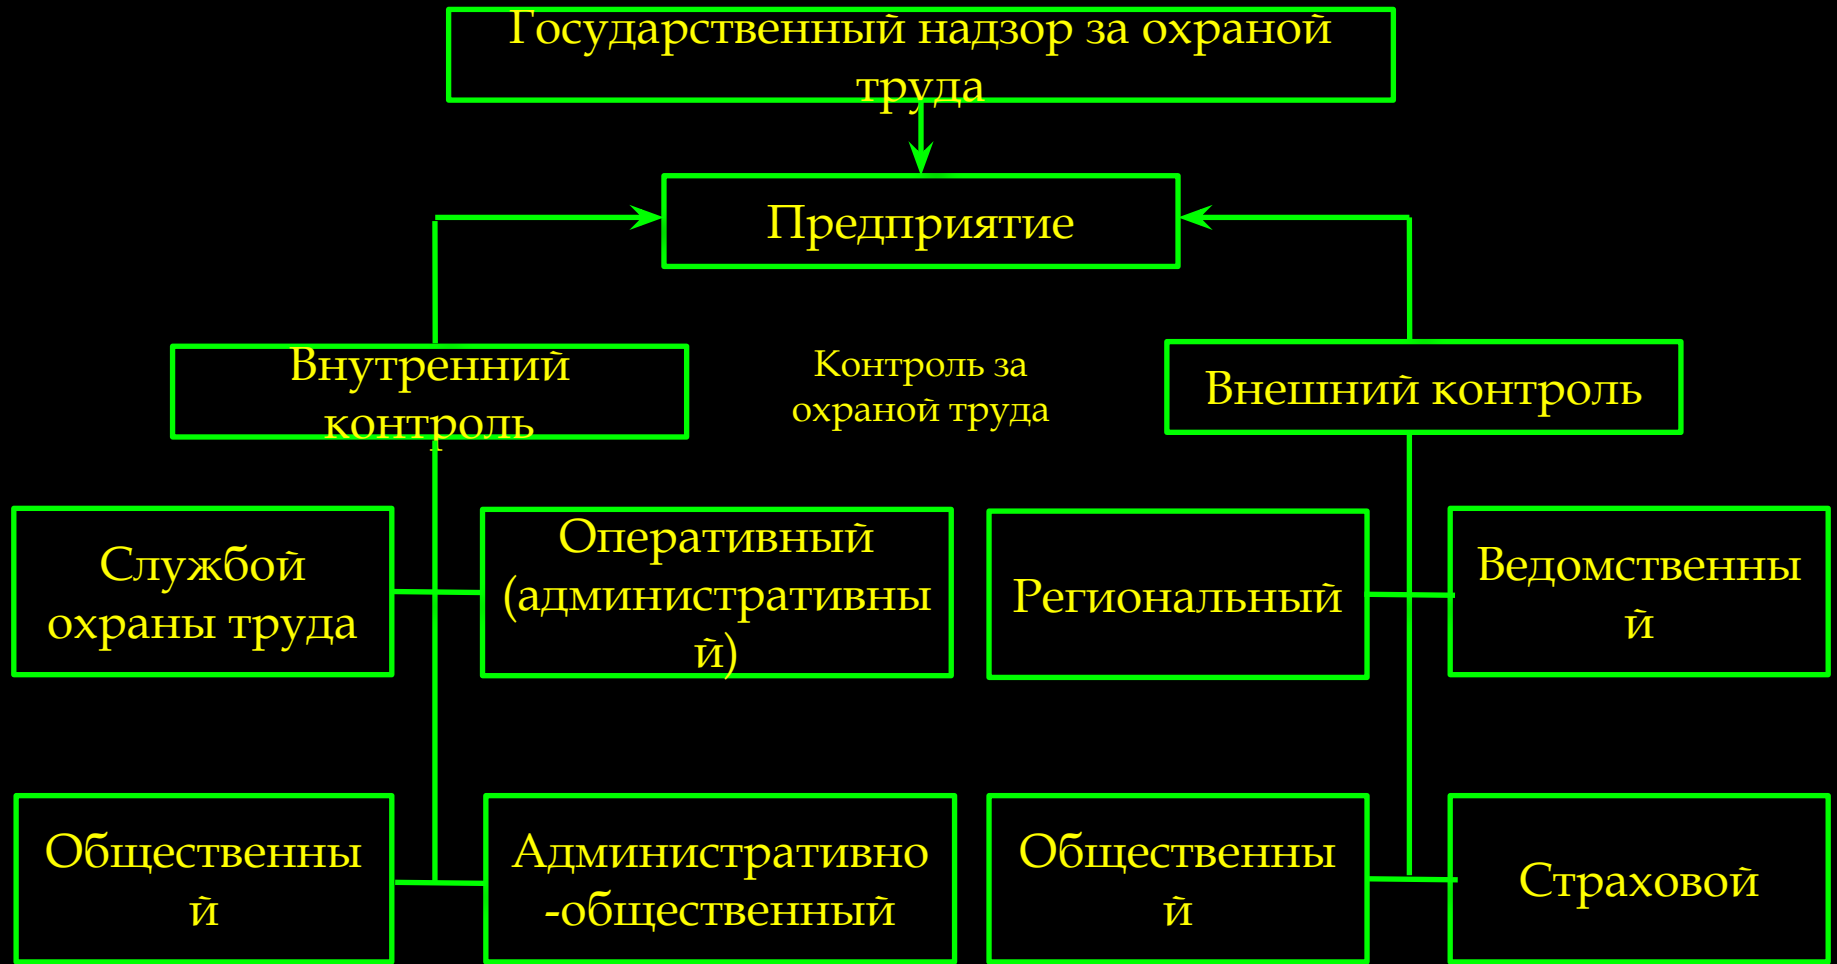 Государственный надзор за охраной
труда
Предприятие
Внутренний
контроль
Контроль за
охраной труда
Внешний контроль
Службой
охраны труда
Оперативный
(административны
й)
Региональный
Ведомственны
й
Общественны
й
Административно
-общественный
Общественны
й
Страховой